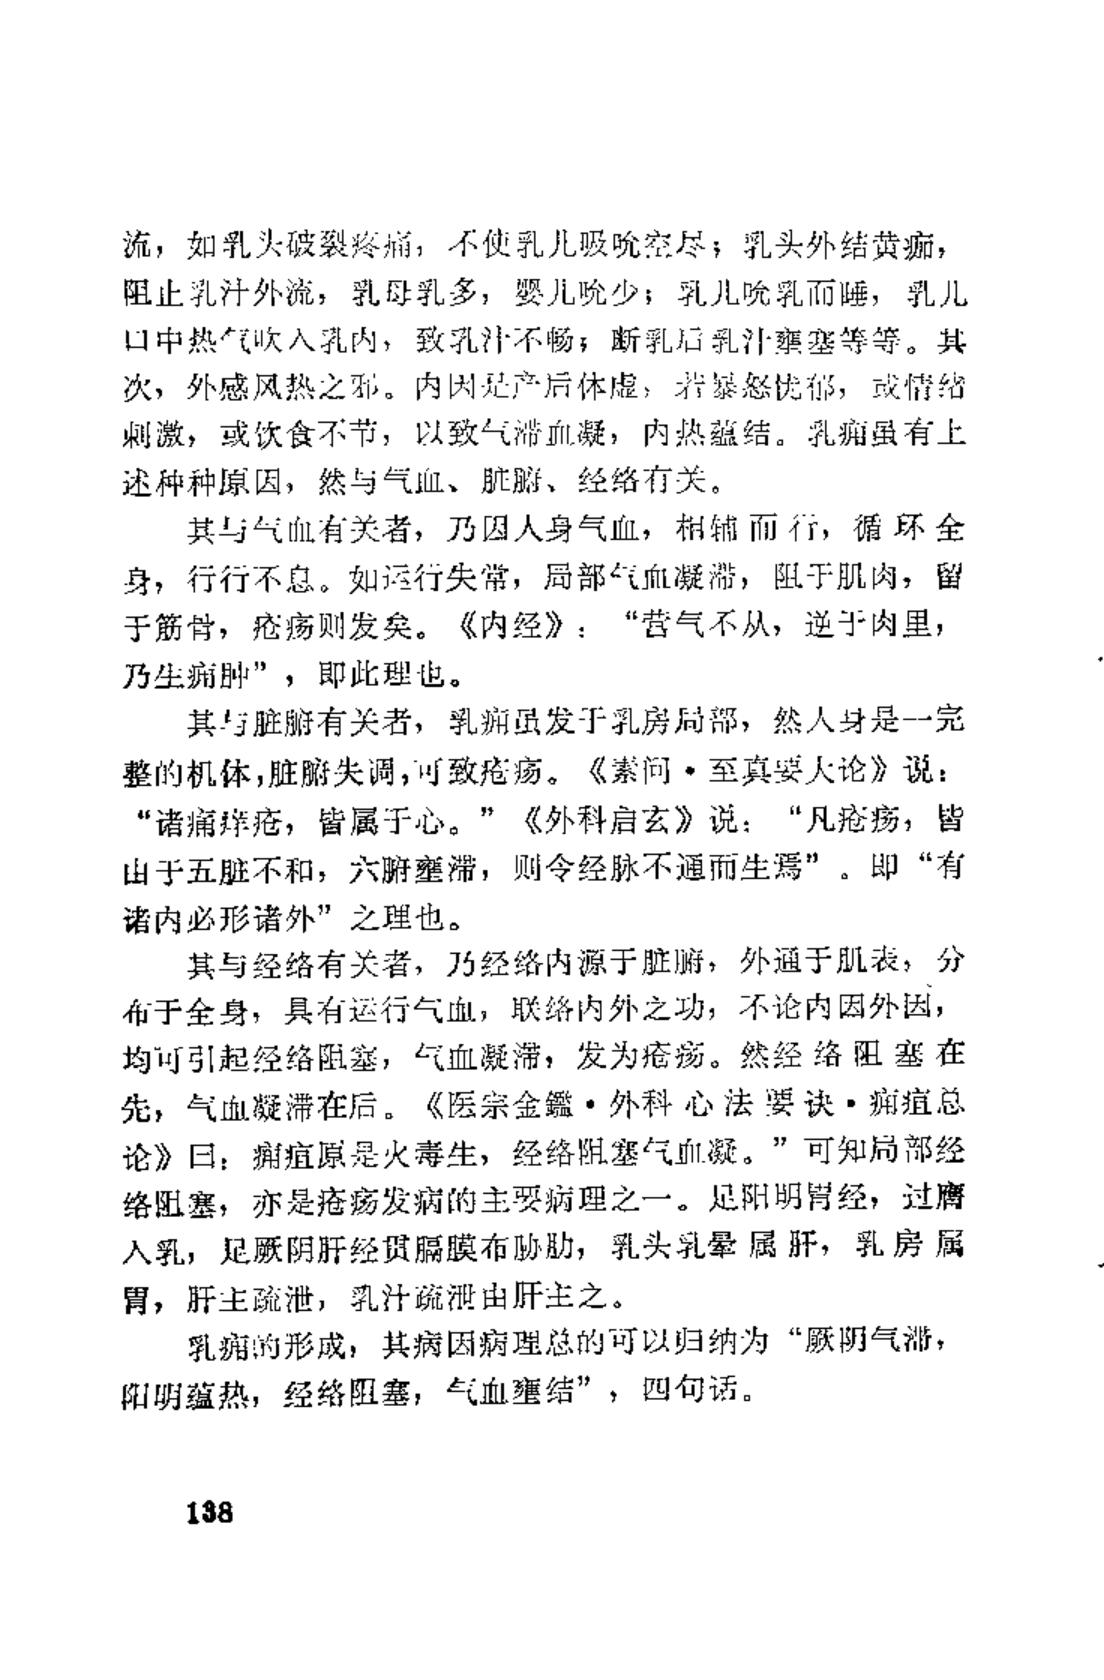 流，如乳头破裂疼痛，不使乳儿吸吮空尽；乳头外结黄痂，
阻止乳汁外流，乳母乳多，婴儿吮少；乳儿吮乳而睡，乳儿
口中热气吹入乳内，致乳汁不畅；断乳后乳汁壅塞等等。其
次，外感风热之邪。内因是产后体虚，若暴怒忧郁，或情绪
刺激，或饮食不节，以致气滞血凝，内热蕴结。乳痈虽有上
述种种原因，然与气血、脏腑、经络有关。
其与气血有关者，乃因人身气血，相辅而行，循环全
身，行行不息。如运行失常，局部气血凝滞，阻于肌肉，留
于筋骨，疮疡则发矣。《内经》：“营气不从，逆于肉里，
乃生痈肿”，即此理也。
其与脏腑有关者，乳痈虽发于乳房局部，然人身是一完
整的机体，脏腑失调，可致疮疡。《素问·至真要大论》说：
“诸痛痒疮，皆属于心。”《外科启玄》说：“凡疮疡，皆
由于五脏不和，六腑壅滞，则令经脉不通而生焉”。即“有
诸内必形诸外”之理也。
其与经络有关者，乃经络内源于脏腑，外通于肌表，分
布于全身，具有运行气血，联络内外之功，不论内因外因，
均可引起经络阻塞，气血凝滞，发为疮疡。然经络阻塞在
先，气血凝滞在后。《医宗金鑑·外科心法要诀·痈疽总
论》曰：痈疽原是火毒生，经络阻塞气血凝。”可知局部经
络阻塞，亦是疮疡发病的主要病理之一。足阳明胃经，过膺
入乳，足厥阴肝经贯膈膜布胁肋，乳头乳晕属肝，乳房属
胃，肝主疏泄，乳汁疏泄由肝主之。
乳痈的形成，其病因病理总的可以归纳为“厥阴气滞，
阳明蕴热，经络阻塞，气血壅结”，四句话。
138